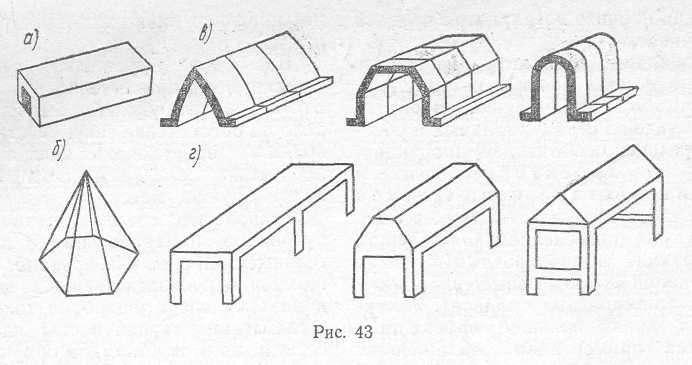 а) в)
б) г)
Рис. 43